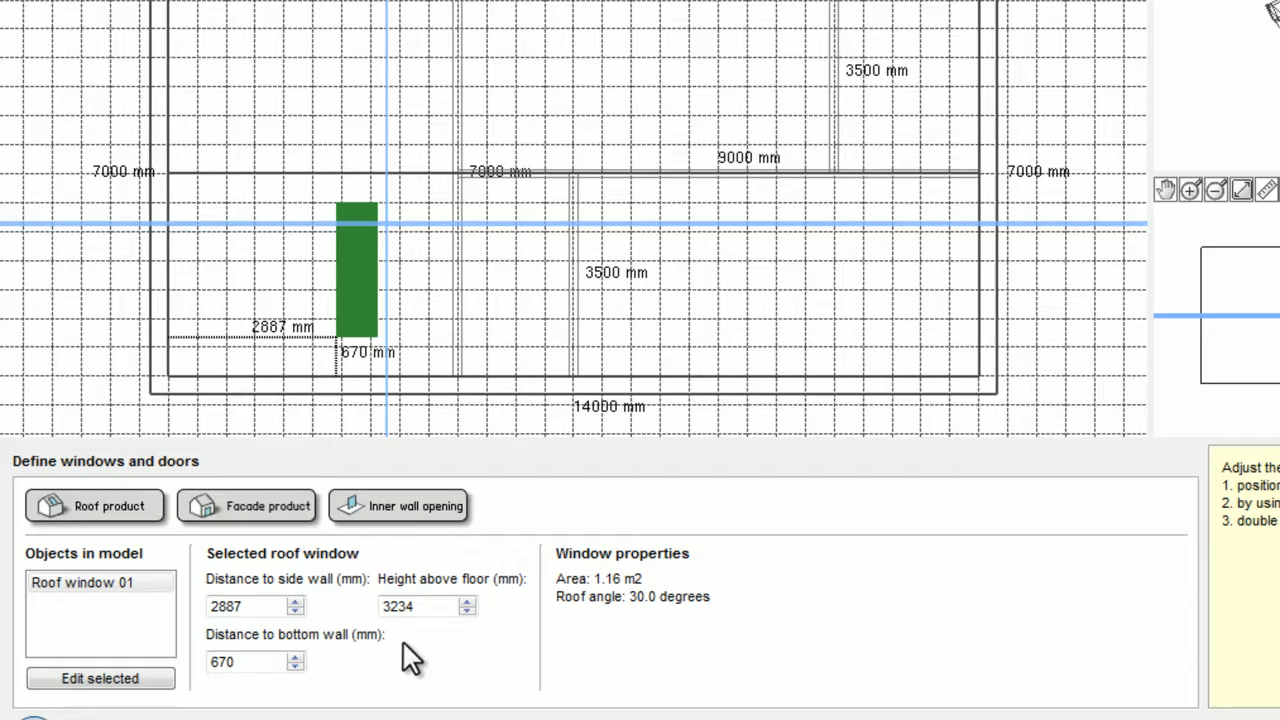 3500 mm
9000 mm
7000 mm
7000 mm
7000 mm
3500 mm
2887 mm
670 mm
14000 mm
Define windows and doors
Roof product
Facade product
Inner wall opening
Objects in model
Roof window 01
Edit selected
Selected roof window
Distance to side wall (mm):
2887
Height above floor (mm):
3234
Distance to bottom wall (mm):
670
Window properties
Area: 1.16 m2
Roof angle: 30.0 degrees
Adjust the
1. position
2. by usin
3. double